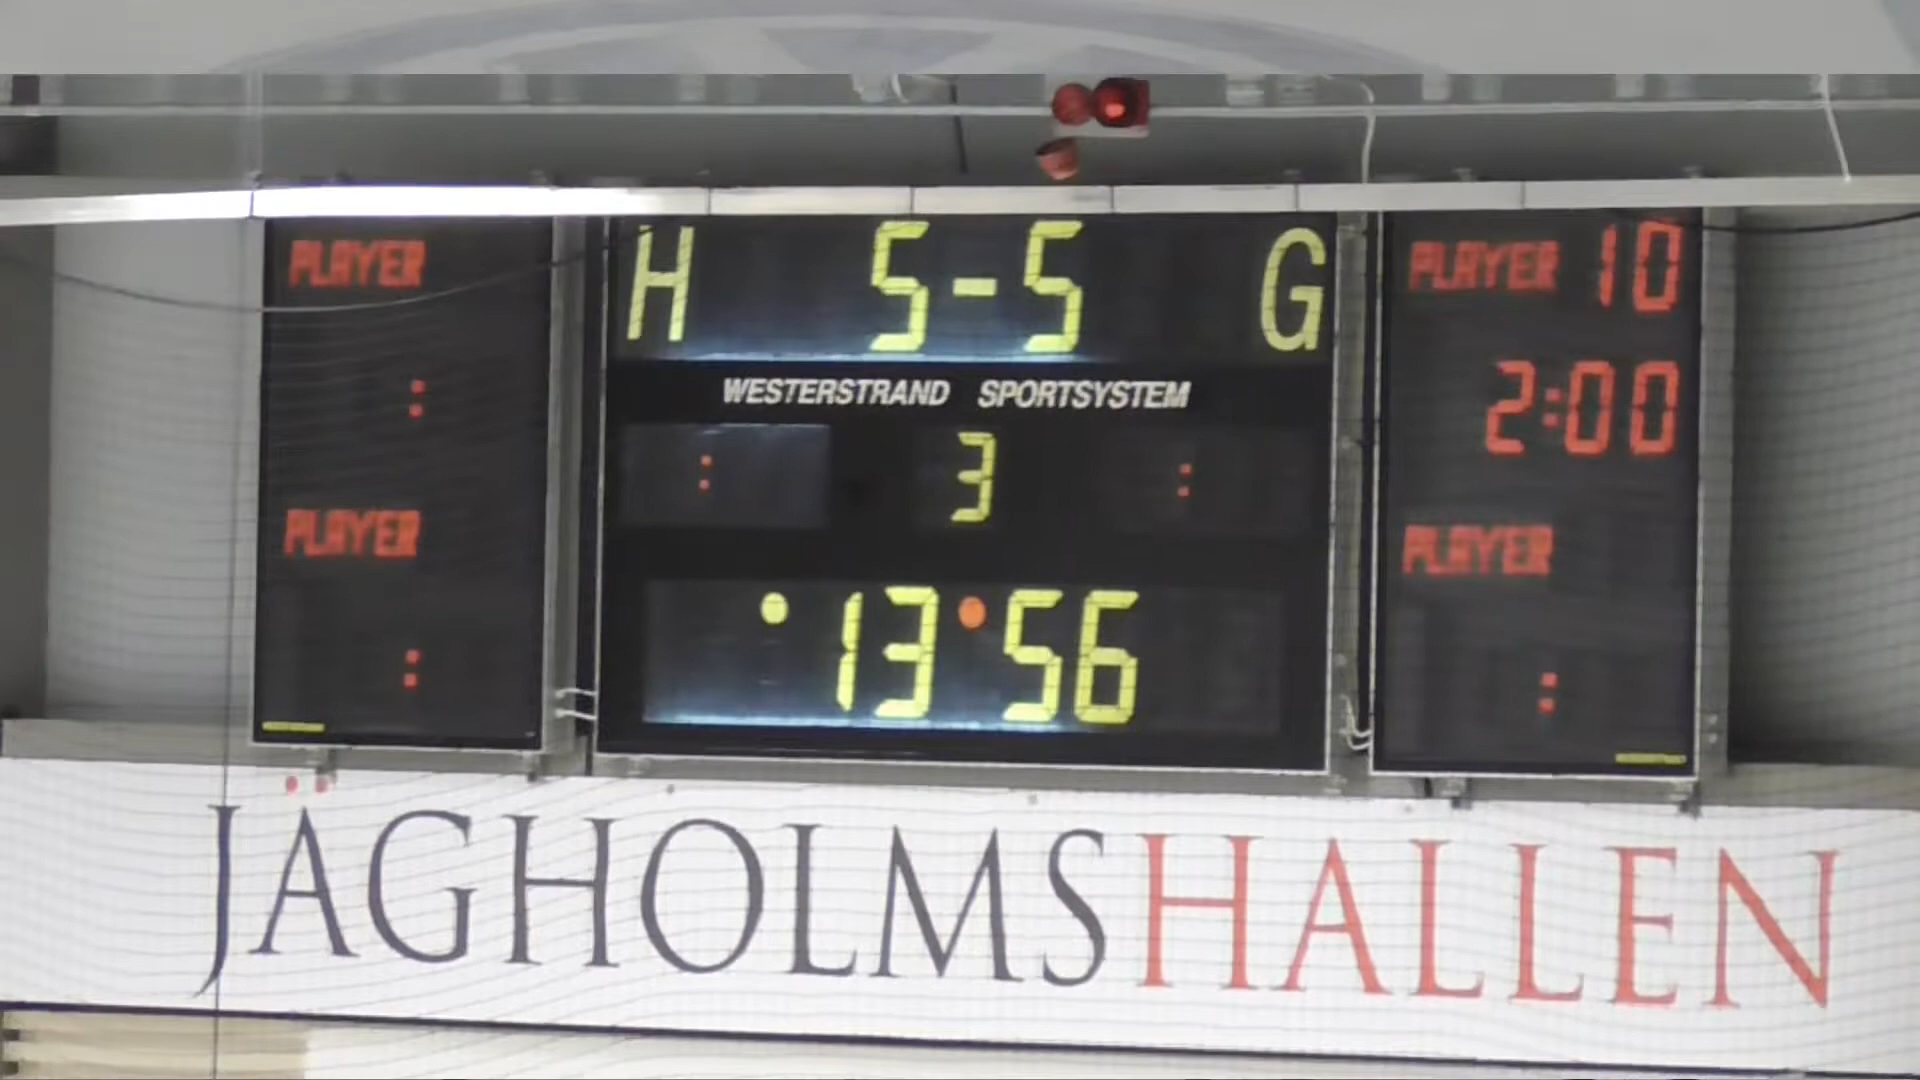 PLAYER
:
PLAYER
:
H 5-5 G
WESTERSTRAND SPORTSYSTEM
: 3 :
13 56
PLAYER 10
2:00
PLAYER
:
JÄGHOLMSHALLEN